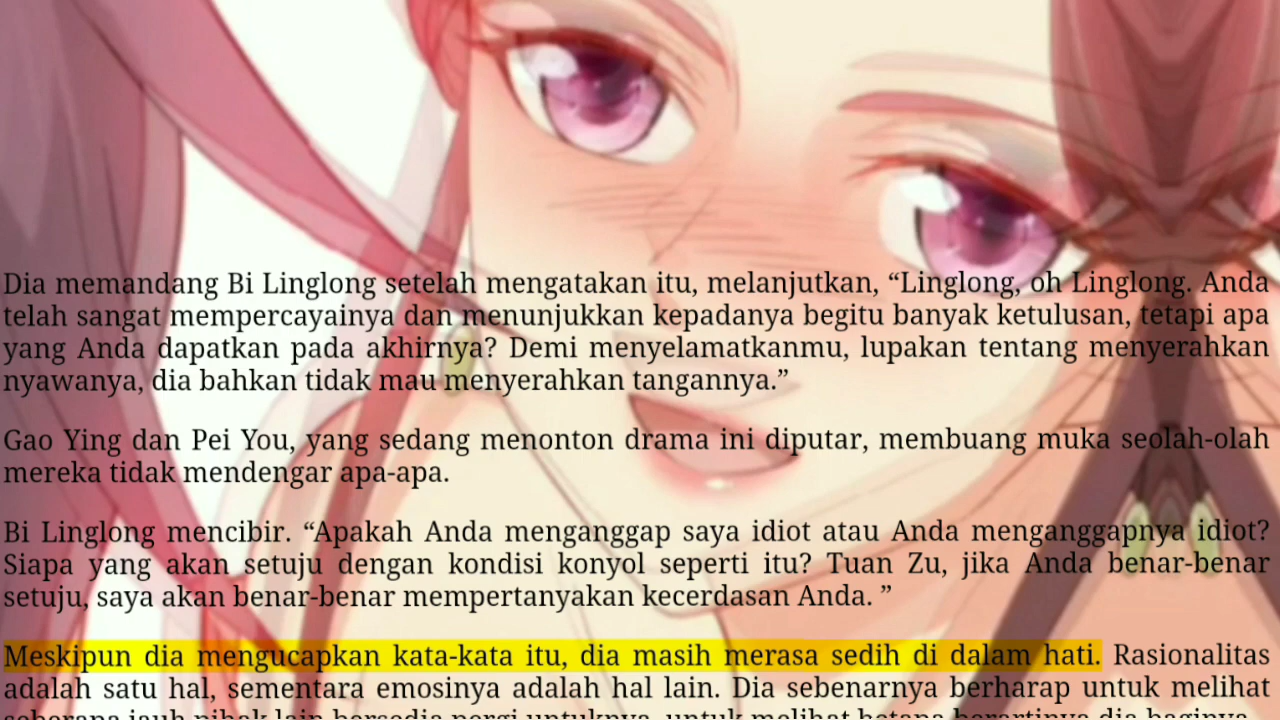 Dia memandang Bi Linglong setelah mengatakan itu, melanjutkan, “Linglong, oh Linglong. Anda
telah sangat mempercayainya dan menunjukkan kepadanya begitu banyak ketulusan, tetapi apa
yang Anda dapatkan pada akhirnya? Demi menyelamatkanmu, lupakan tentang menyerahkan
nyawanya, dia bahkan tidak mau menyerahkan tangannya.”
Gao Ying dan Pei You, yang sedang menonton drama ini diputar, membuang muka seolah-olah
mereka tidak mendengar apa-apa.
Bi Linglong mencibir. “Apakah Anda menganggap saya idiot atau Anda menganggapnya idiot?
Siapa yang akan setuju dengan kondisi konyol seperti itu? Tuan Zu, jika Anda benar-benar
setuju, saya akan benar-benar mempertanyakan kecerdasan Anda. ”
Meskipun dia mengucapkan kata-kata itu, dia masih merasa sedih di dalam hati. Rasionalitas
adalah satu hal, sementara emosinya adalah hal lain. Dia sebenarnya berharap untuk melihat